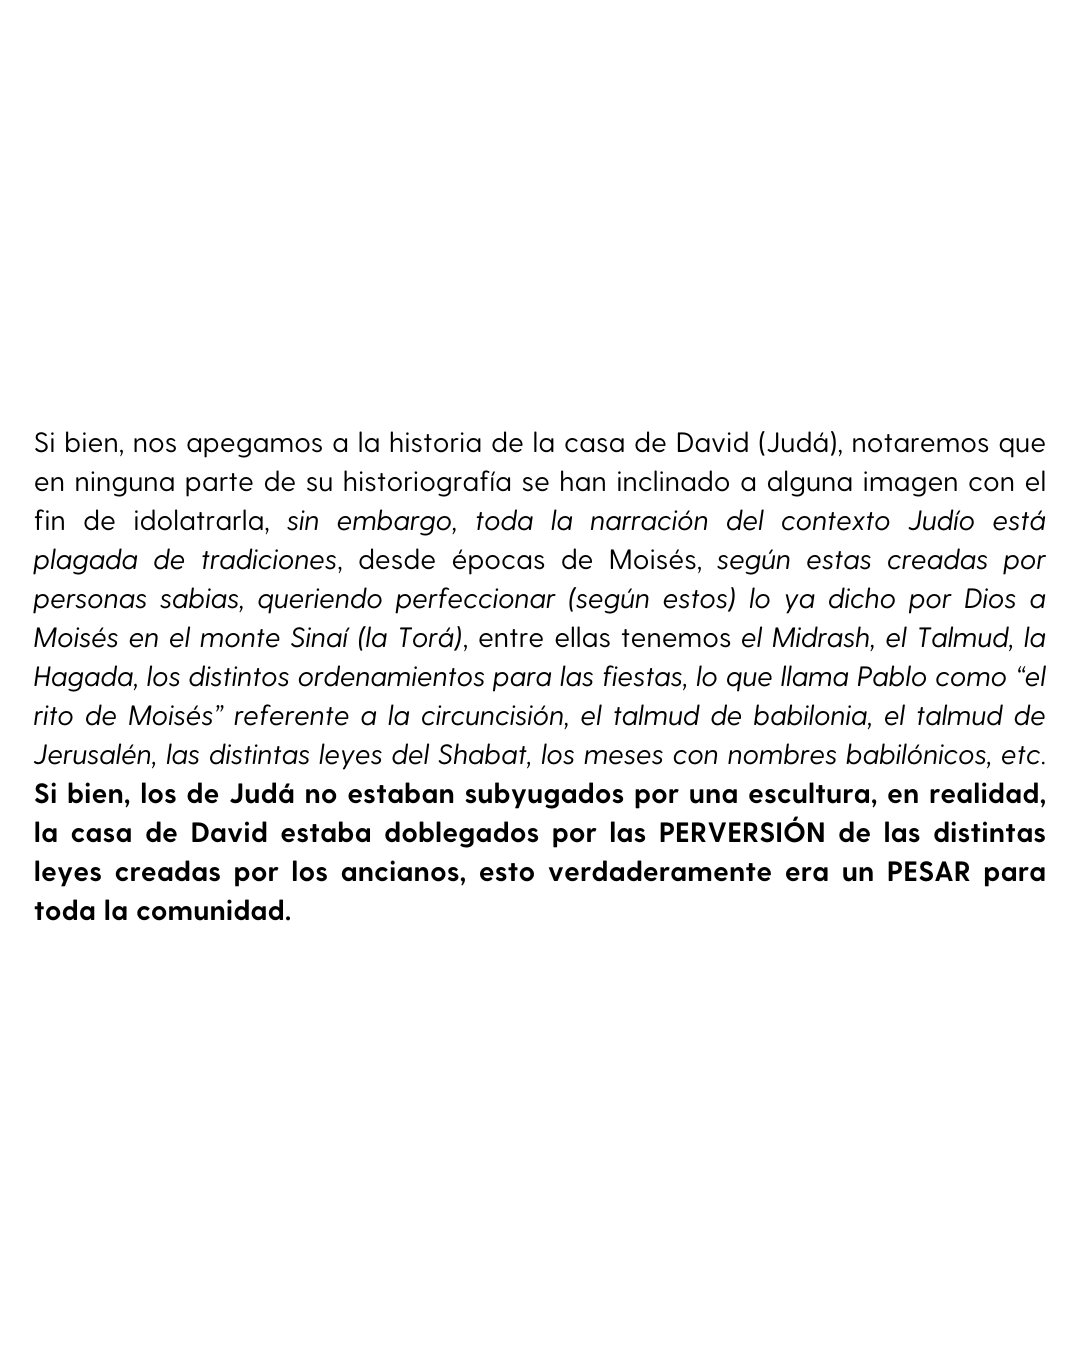 Si bien, nos apegamos a la historia de la casa de David (Judá), notaremos que
en ninguna parte de su historiografía se han inclinado a alguna imagen con el
fin de idolatrarla, sin embargo, toda la narración del contexto Judío está
plagada de tradiciones, desde épocas de Moisés, según estas creadas por
personas sabias, queriendo perfeccionar (según estos) lo ya dicho por Dios a
Moisés en el monte Sinaí (la Torá), entre ellas tenemos el Midrash, el Talmud, la
Hagada, los distintos ordenamientos para las fiestas, lo que llama Pablo como “el
rito de Moisés” referente a la circuncisión, el talmud de babilonia, el talmud de
Jerusalén, las distintas leyes del Shabat, los meses con nombres babilónicos, etc.
Si bien, los de Judá no estaban subyugados por una escultura, en realidad,
la casa de David estaba doblegados por las PERVERSIÓN de las distintas
leyes creadas por los ancianos, esto verdaderamente era un PESAR para
toda la comunidad.